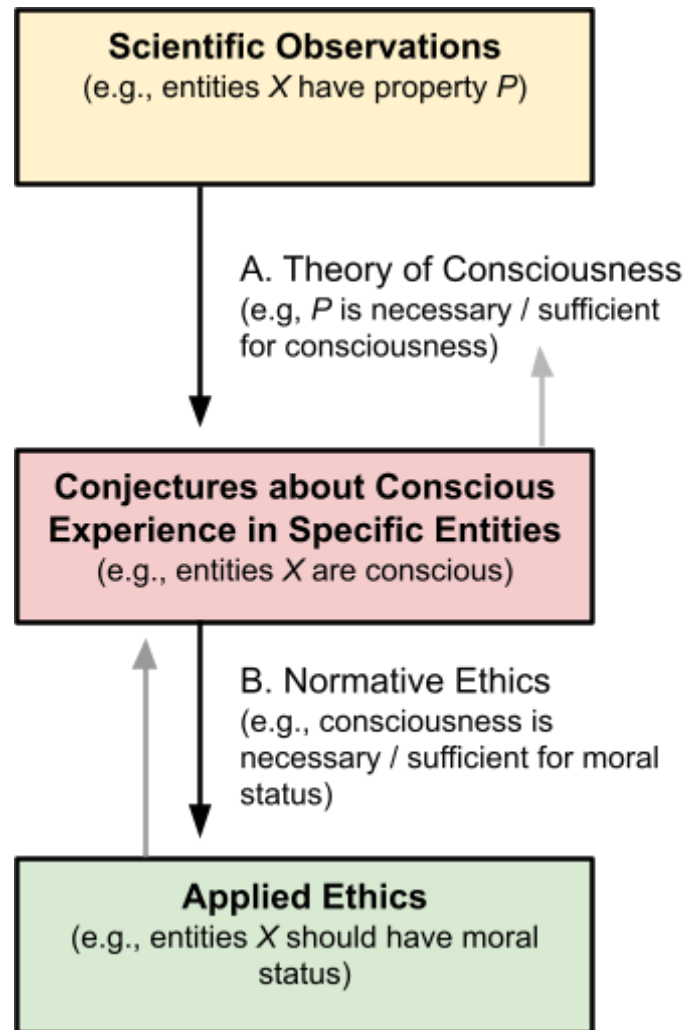 Scientific Observations
(e.g., entities X have property P)
A. Theory of Consciousness
(e.g, P is necessary / sufficient
for consciousness)
Conjectures about Conscious
Experience in Specific Entities
(e.g., entities X are conscious)
B. Normative Ethics
(e.g., consciousness is
necessary / sufficient for moral
status)
Applied Ethics
(e.g., entities X should have moral
status)